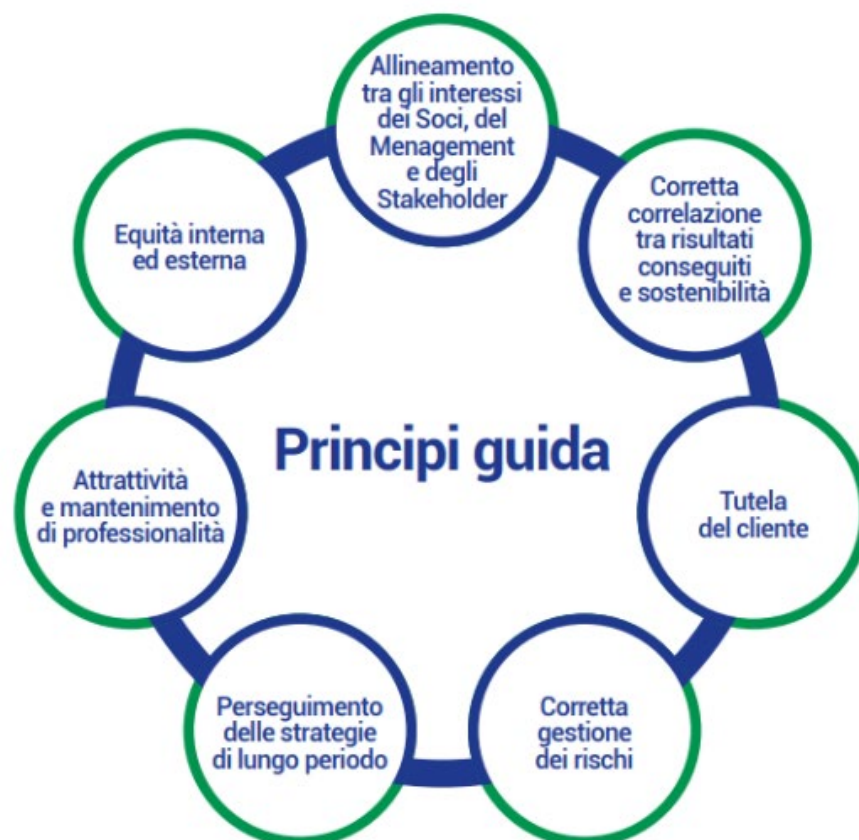 Allineamento
tra gli interessi
dei Soci, del
Menagement
e degli
Stakeholder
Corretta
correlazione
tra risultati
conseguiti
e sostenibilità
Equità interna
ed esterna
Principi guida
Attrattività
e mantenimento
di professionalità
Tutela
del cliente
Perseguimento
delle strategie
di lungo periodo
Corretta
gestione
dei rischi